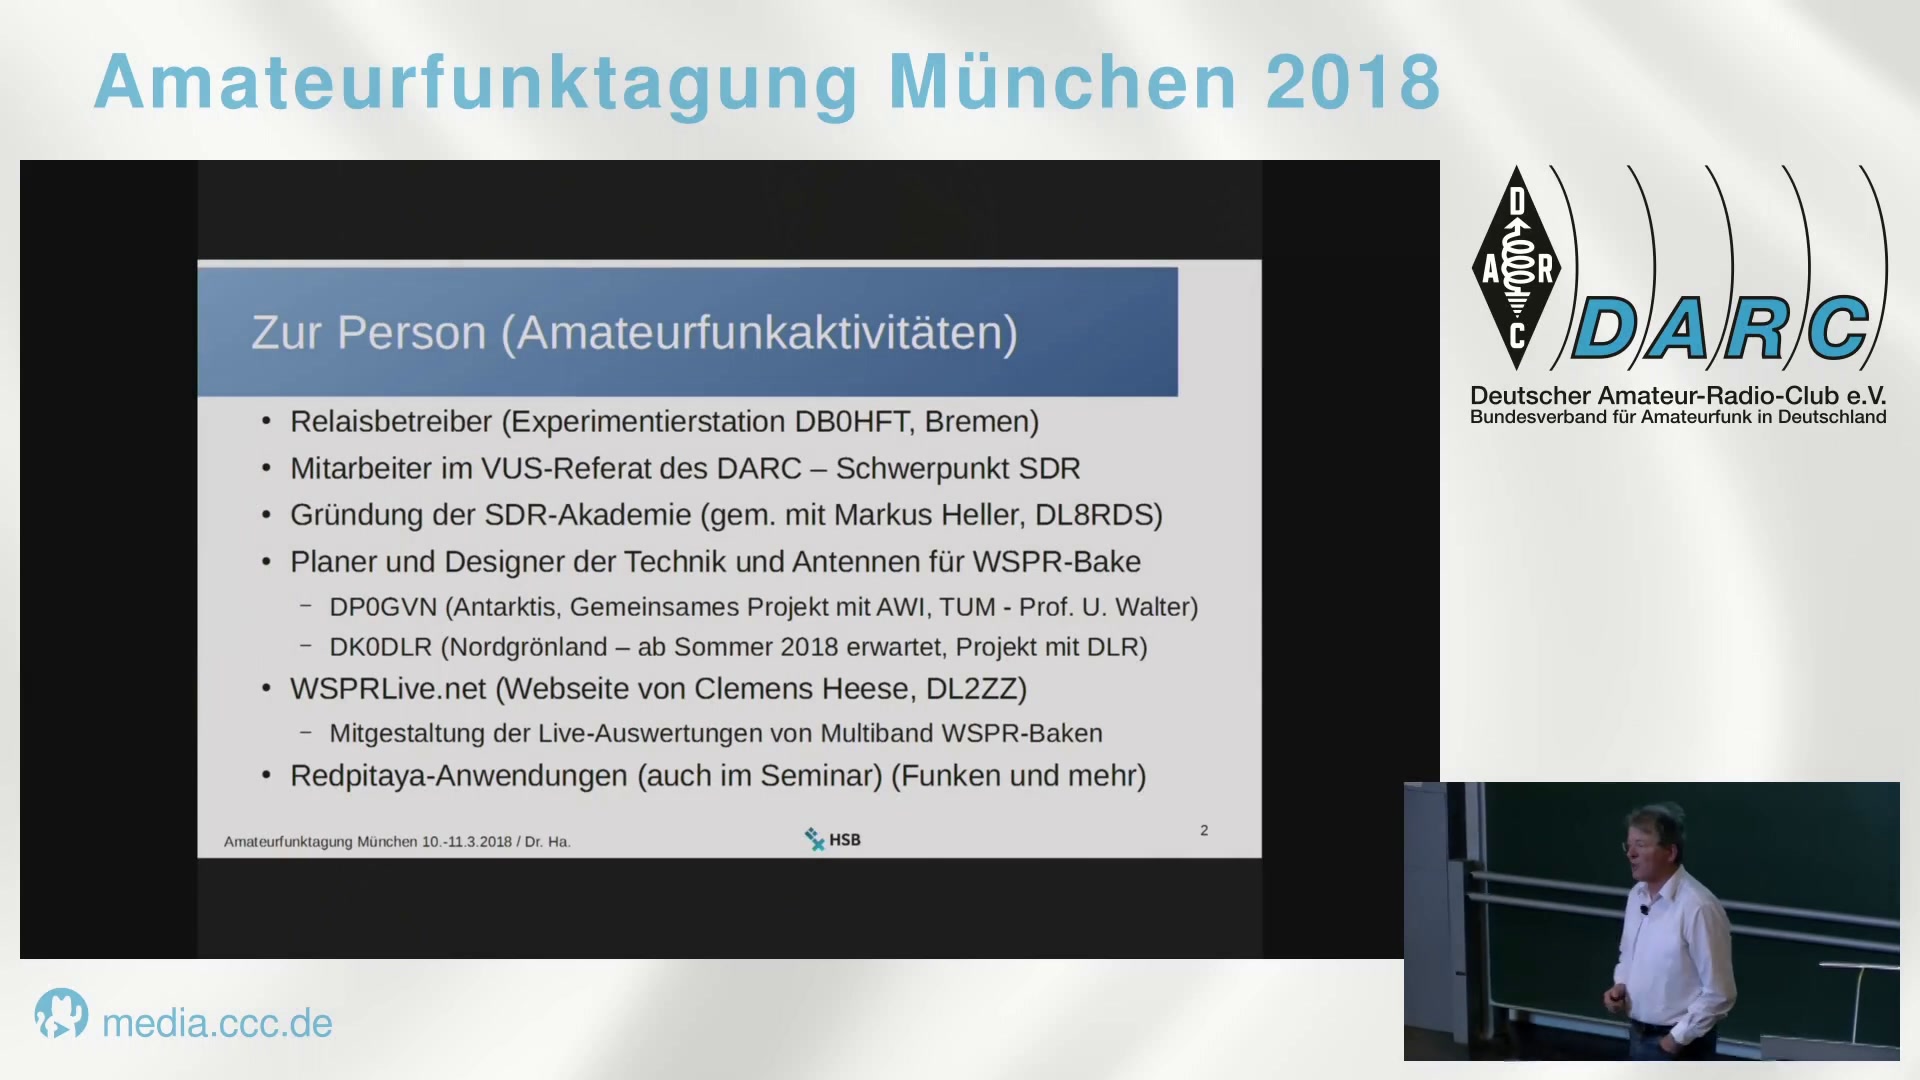 Amateurfunktagung München 2018
Zur Person (Amateurfunkaktivitäten)
• Relaisbetreiber (Experimentierstation DB0HFT, Bremen)
• Mitarbeiter im VUS-Referat des DARC – Schwerpunkt SDR
• Gründung der SDR-Akademie (gem. mit Markus Heller, DL8RDS)
• Planer und Designer der Technik und Antennen für WSPR-Bake
– DP0GVN (Antarktis, Gemeinsames Projekt mit AWI, TUM - Prof. U. Walter)
– DK0DLR (Nordgrönland – ab Sommer 2018 erwartet, Projekt mit DLR)
• WSPRLive.net (Webseite von Clemens Heese, DL2ZZ)
– Mitgestaltung der Live-Auswertungen von Multiband WSPR-Baken
• Redpitaya-Anwendungen (auch im Seminar) (Funken und mehr)
Amateurfunktagung München 10.-11.3.2018 / Dr. Ha.
HSB
2
D
A R
C
DARC
Deutscher Amateur-Radio-Club e.V.
Bundesverband für Amateurfunk in Deutschland
media.ccc.de